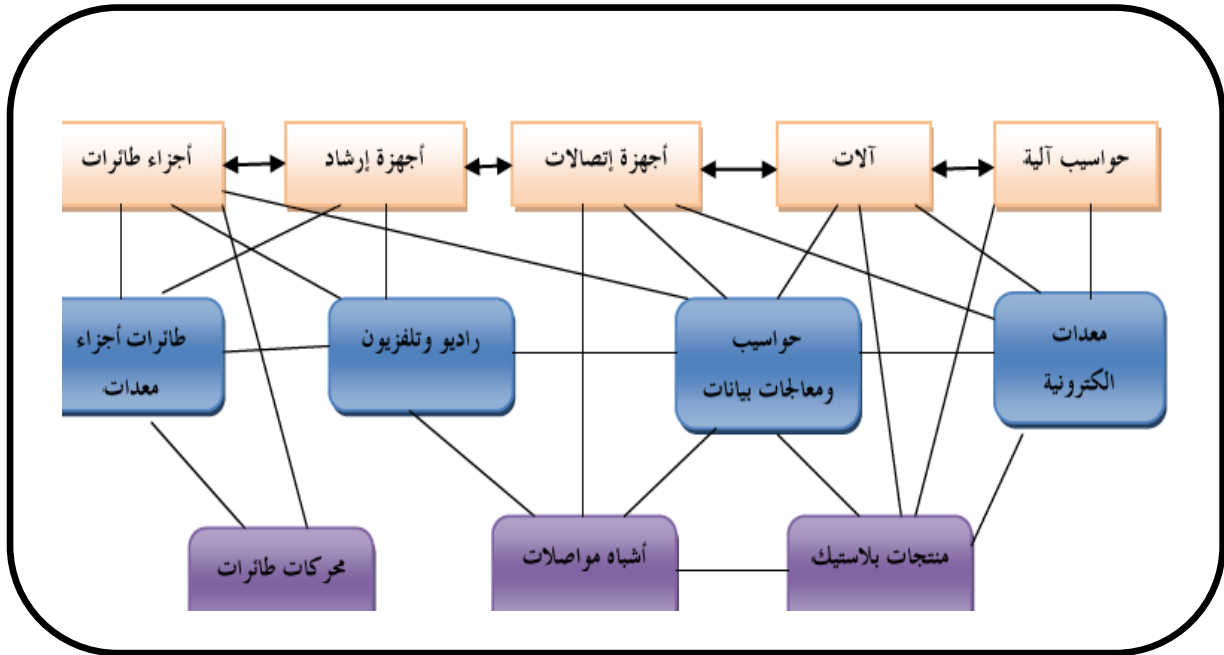 حواسيب آلية
آلات
أجهزة إتصالات
أجهزة إرشاد
أجزاء طائرات
معدات
الكترونية
حواسيب
ومعالجات بيانات
راديو وتلفزيون
طائرات أجزاء
معدات
منتجات بلاستيك
أشباه مواصلات
محركات طائرات